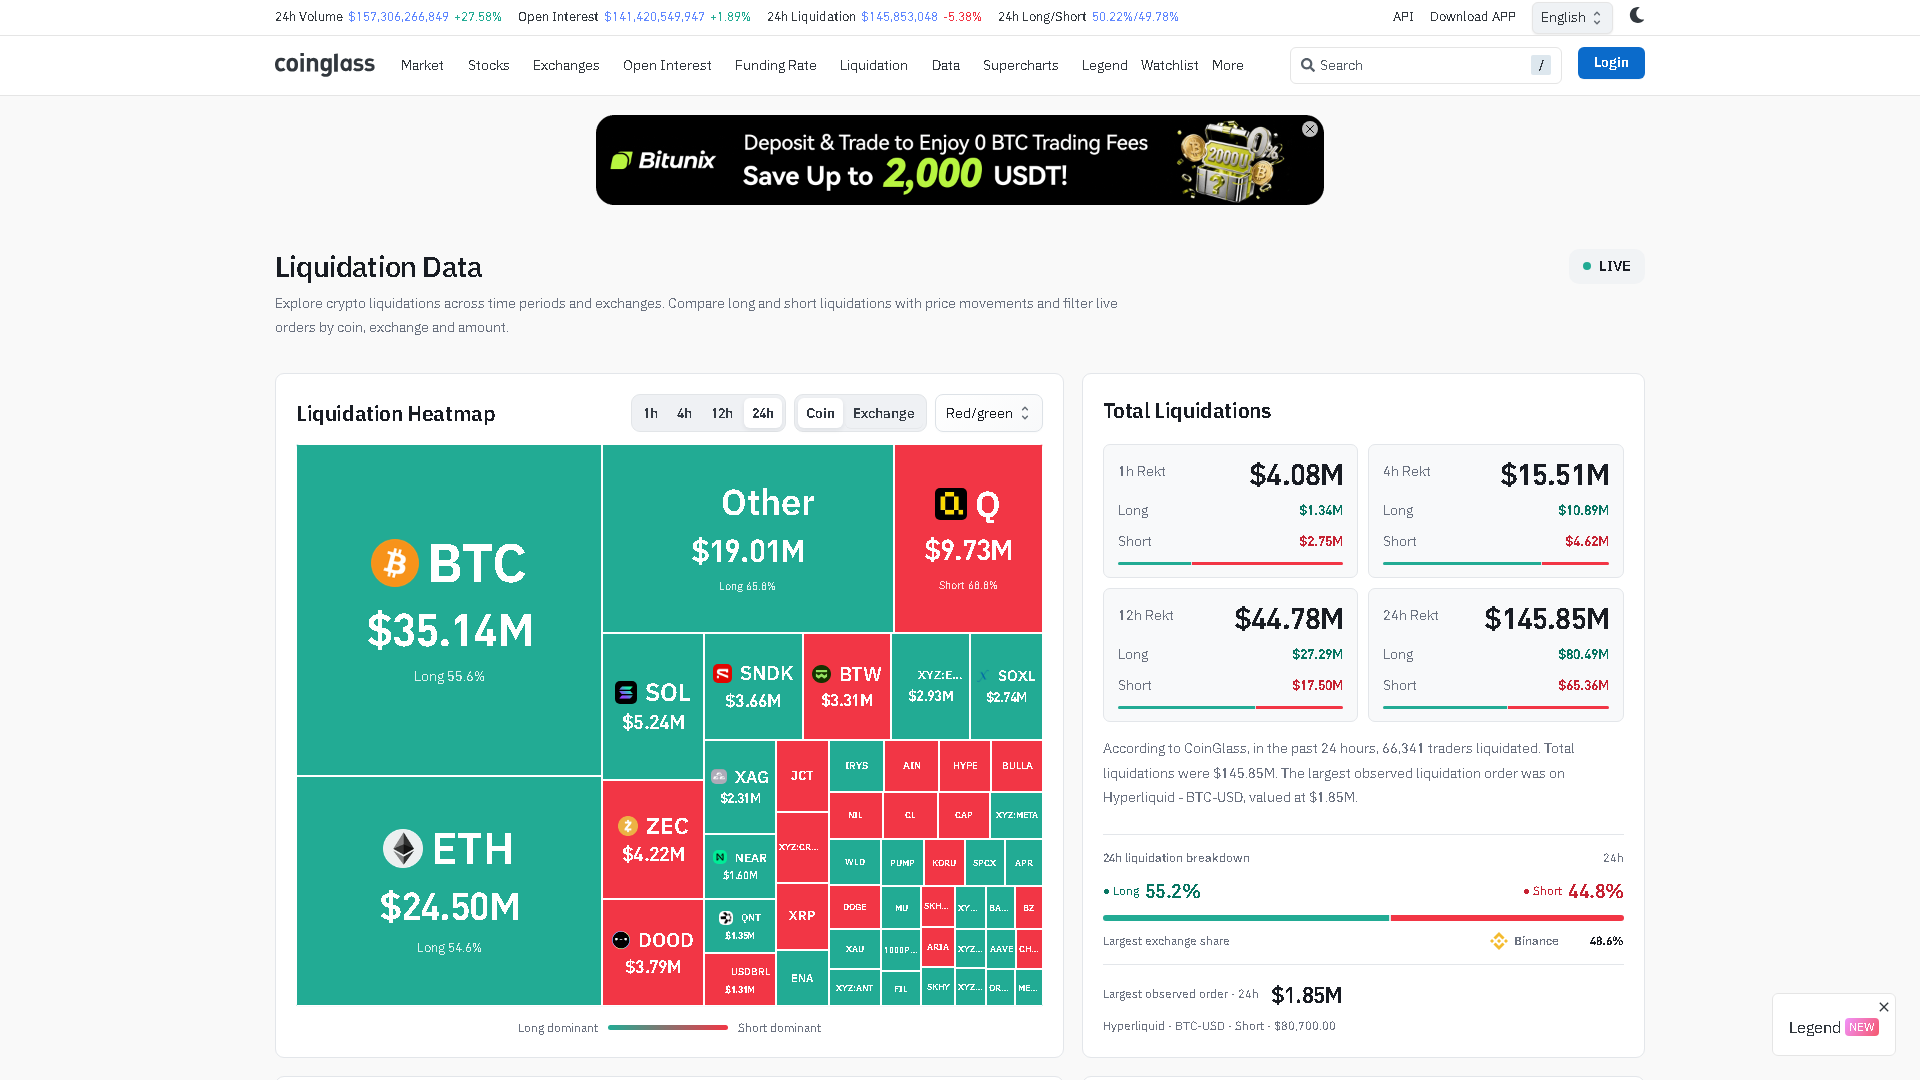 24h Volume $157,306,266,849 +27.58% Open Interest $141,420,549,947 +1.89% 24h Liquidation $145,853,048 -5.38% 24h Long/Short 50.22%/49.78% API Download APP English
coinglass Market Stocks Exchanges Open Interest Funding Rate Liquidation Data Supercharts Legend Watchlist More Search / Login
Bitunix
Deposit & Trade to Enjoy 0 BTC Trading Fees
Save Up to 2,000 USDT!
2000U
0%
Liquidation Data
LIVE
Explore crypto liquidations across time periods and exchanges. Compare long and short liquidations with price movements and filter live
orders by coin, exchange and amount.
Liquidation Heatmap
1h 4h 12h 24h Coin Exchange Red/green
BTC
$35.14M
Long 55.6%
ETH
$24.50M
Long 54.6%
Other
$19.01M
Long 65.8%
Q
$9.73M
Short 68.8%
SOL
$5.24M
ZEC
$4.22M
DOOD
$3.79M
SNDK
$3.66M
BTW
$3.31M
XYZ:E...
$2.93M
SOXL
$2.74M
XAG
$2.31M
NEAR
$1.60M
QNT
$1.35M
USDBRL
$1.31M
JCT
XYZ:CR...
XRP
ENA
IRYS AIN HYPE BULLA
NIL CL CAP XYZ:META
WLD PUMP KORU SPCX APR
DOGE MU SKH... XY... BA... BZ
XAU 1000P... ARIA XYZ... AAVE CH...
XYZ:ANT FIL SKHY XYZ... DR... ME...
Long dominant Short dominant
Total Liquidations
1h Rekt $4.08M
Long $1.34M
Short $2.75M
4h Rekt $15.51M
Long $10.89M
Short $4.62M
12h Rekt $44.78M
Long $27.29M
Short $17.50M
24h Rekt $145.85M
Long $80.49M
Short $65.36M
According to CoinGlass, in the past 24 hours, 66,341 traders liquidated. Total
liquidations were $145.85M. The largest observed liquidation order was on
Hyperliquid - BTC-USD, valued at $1.85M.
24h liquidation breakdown 24h
Long 55.2% Short 44.8%
Largest exchange share Binance 48.6%
Largest observed order · 24h $1.85M
Hyperliquid · BTC-USD · Short · $80,700.00
Legend NEW